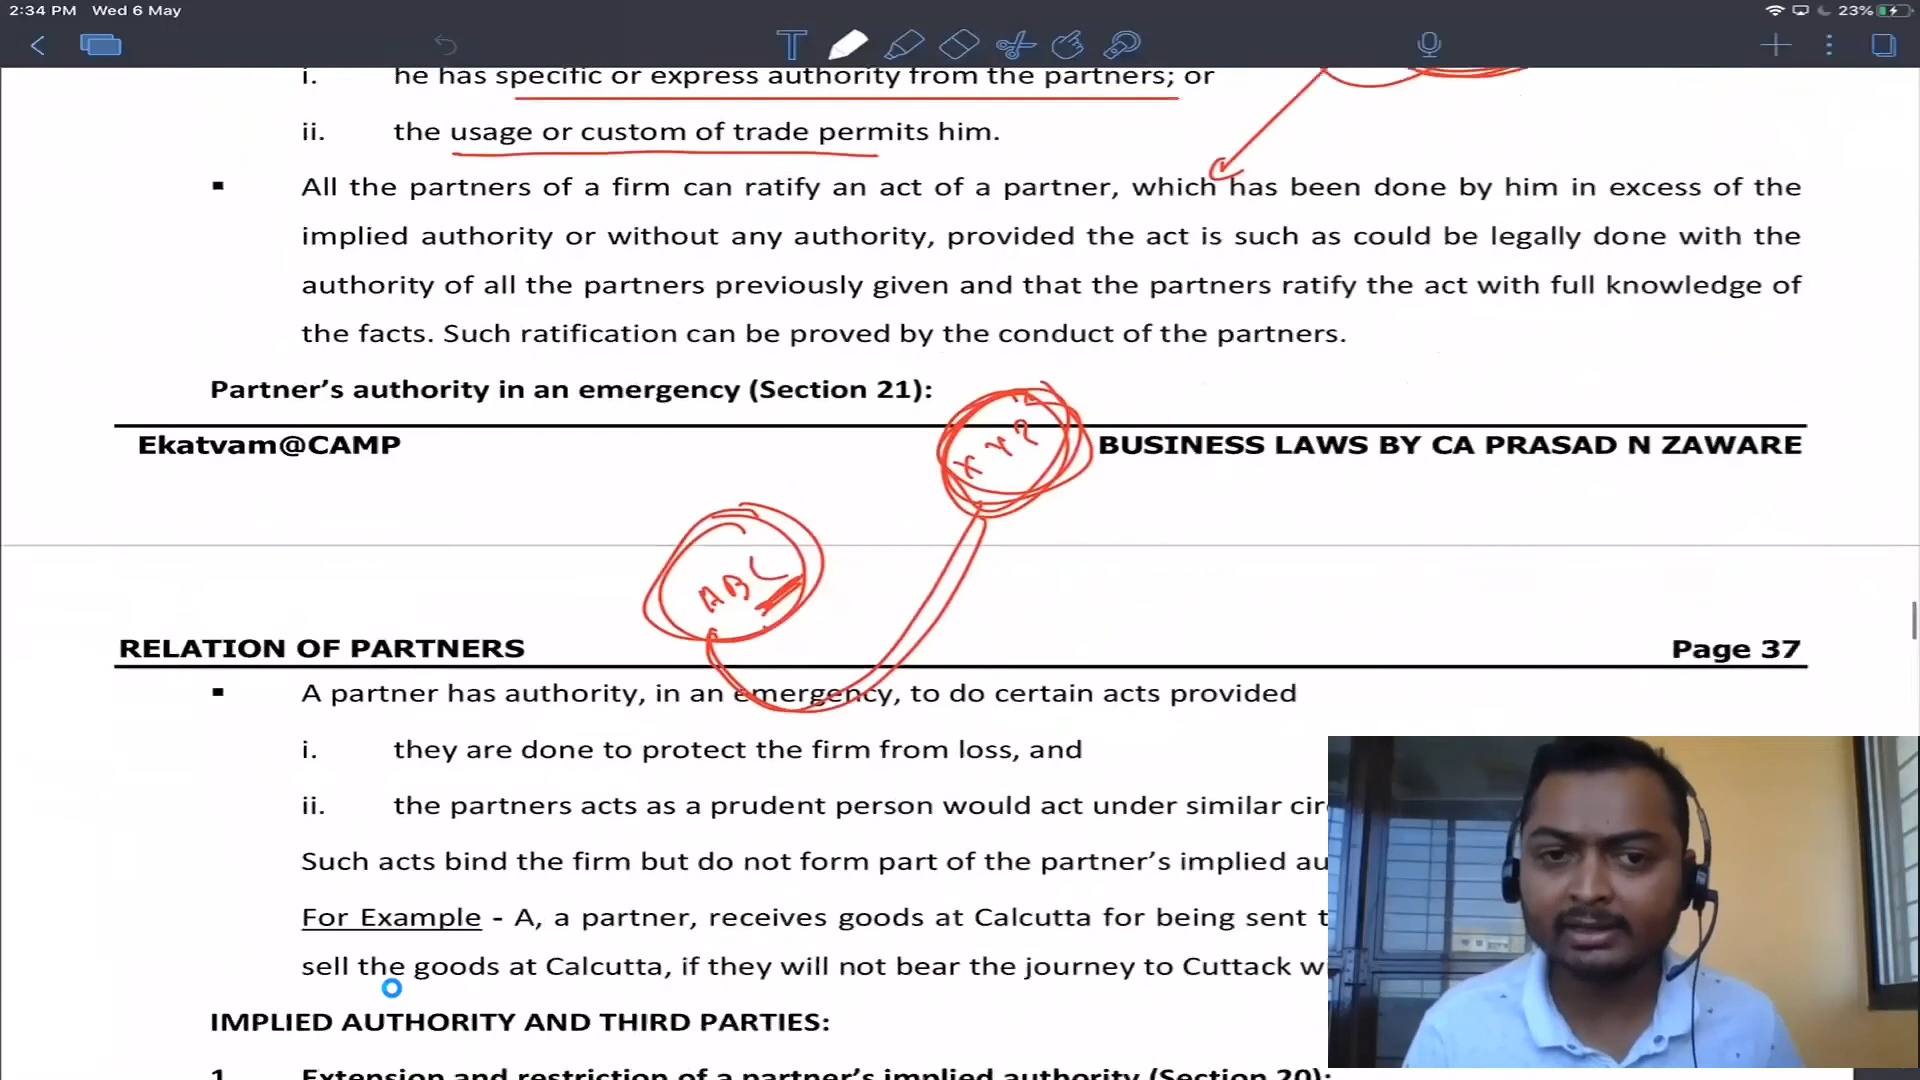 2:34 PM Wed 6 May
23%
i. he has specific or express authority from the partners; or
ii. the usage or custom of trade permits him.
▪ All the partners of a firm can ratify an act of a partner, which has been done by him in excess of the
implied authority or without any authority, provided the act is such as could be legally done with the
authority of all the partners previously given and that the partners ratify the act with full knowledge of
the facts. Such ratification can be proved by the conduct of the partners.
Partner’s authority in an emergency (Section 21):
Ekatvam@CAMP
BUSINESS LAWS BY CA PRASAD N ZAWARE
ABC
RELATION OF PARTNERS
Page 37
▪ A partner has authority, in an emergency, to do certain acts provided
i. they are done to protect the firm from loss, and
ii. the partners acts as a prudent person would act under similar
Such acts bind the firm but do not form part of the partner’s implied
For Example - A, a partner, receives goods at Calcutta for being sent
sell the goods at Calcutta, if they will not bear the journey to Cuttack
IMPLIED AUTHORITY AND THIRD PARTIES:
1 Extension and restriction of a partner’s implied authority (Section 20):